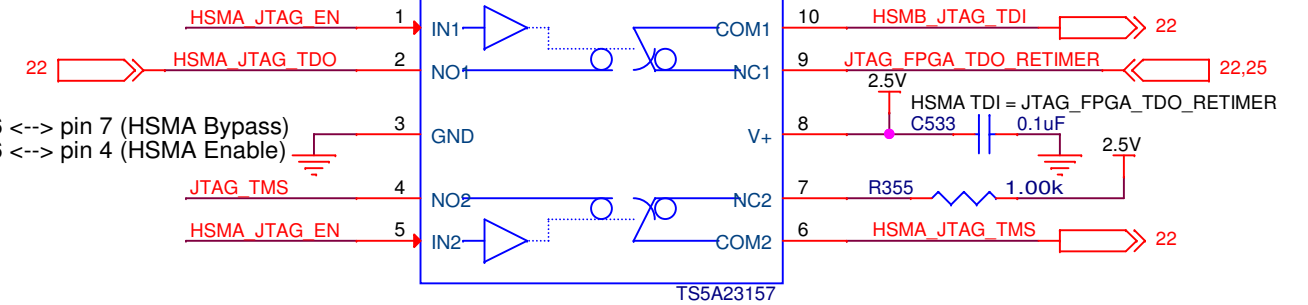 HSMA_JTAG_EN 1 IN1 COM1 10 HSMB_JTAG_TDI 22
22 HSMA_JTAG_TDO 2 NO1 NC1 9 JTAG_FPGA_TDO_RETIMER 22,25
2.5V
HSMA TDI = JTAG_FPGA_TDO_RETIMER
<--> pin 7 (HSMA Bypass) 3 GND V+ 8 C533 0.1uF
<--> pin 4 (HSMA Enable)
2.5V
JTAG_TMS 4 NO2 NC2 7 R355 1.00k
HSMA_JTAG_EN 5 IN2 COM2 6 HSMA_JTAG_TMS 22
TS5A23157